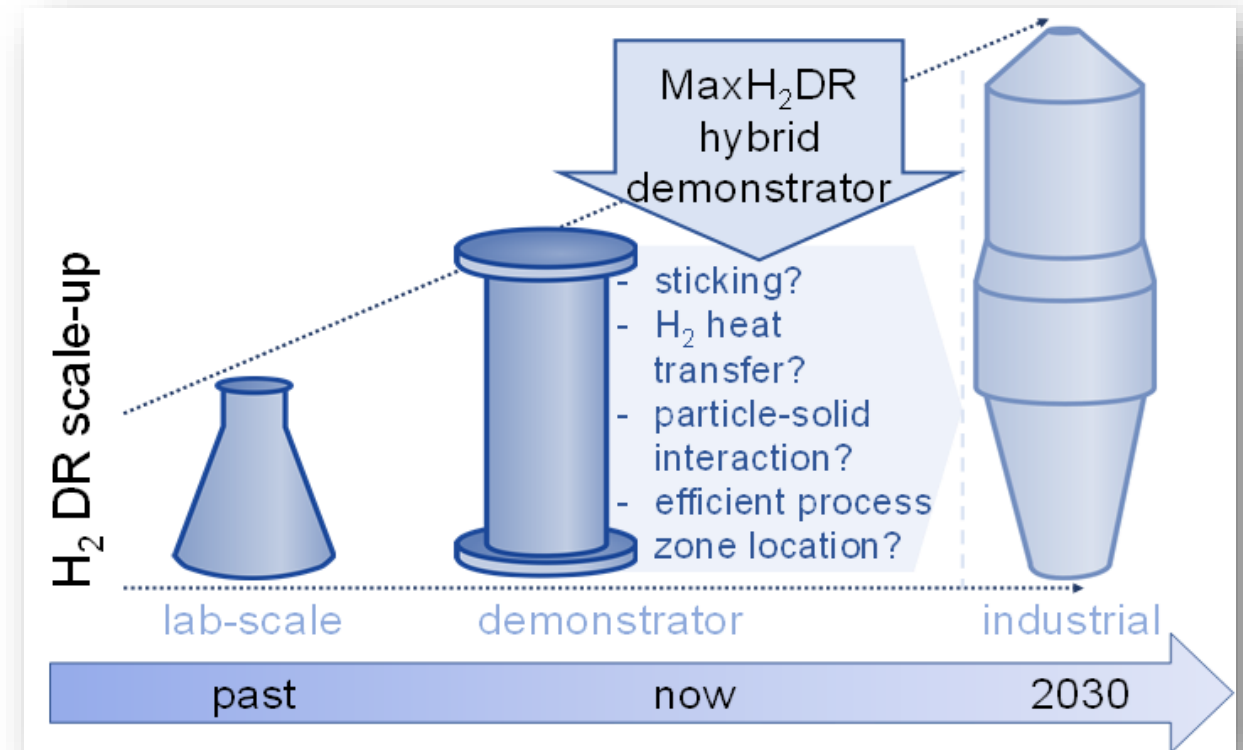 MaxH₂DR
hybrid
demonstrator
- sticking?
- H₂ heat
transfer?
- particle-solid
interaction?
- efficient process
zone location?
H₂ DR scale-up
lab-scale
demonstrator
industrial
past
now
2030